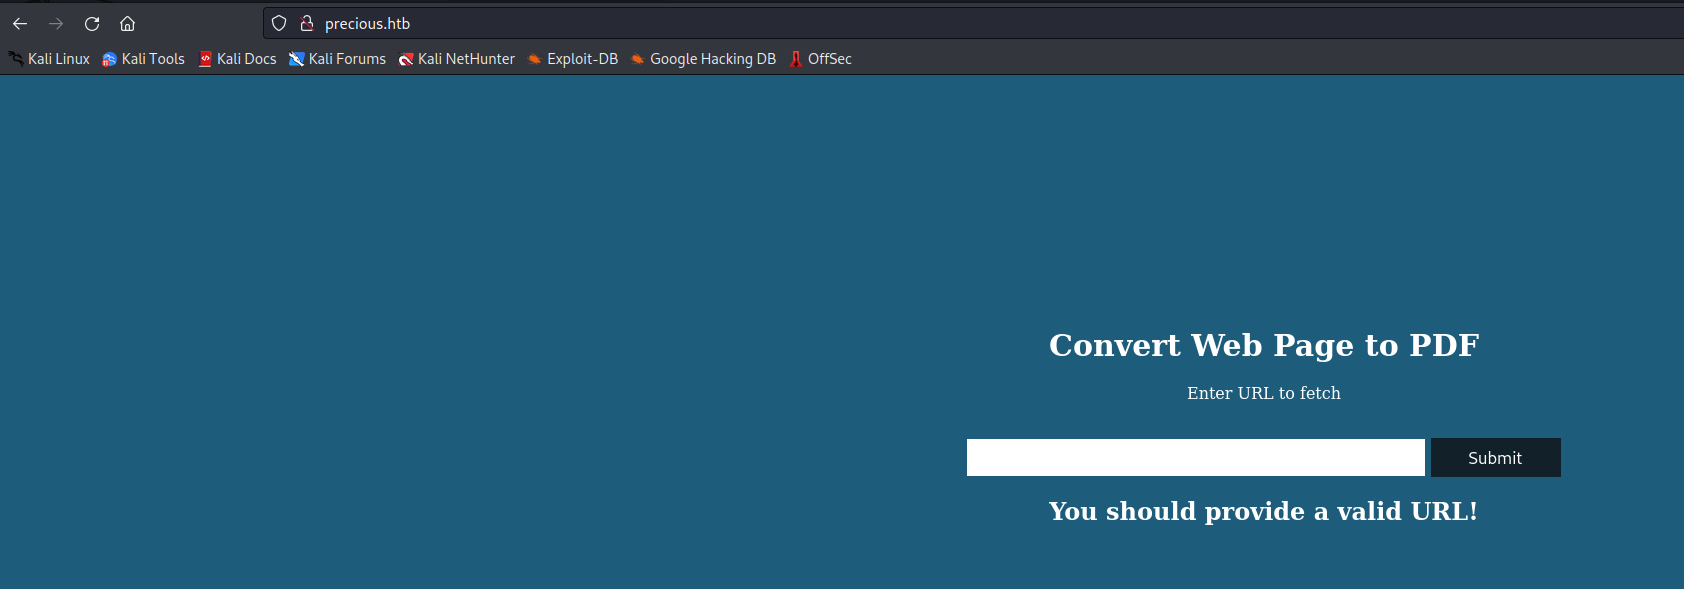 precious.htb
Kali Linux Kali Tools Kali Docs Kali Forums Kali NetHunter Exploit-DB Google Hacking DB OffSec
Convert Web Page to PDF
Enter URL to fetch
Submit
You should provide a valid URL!